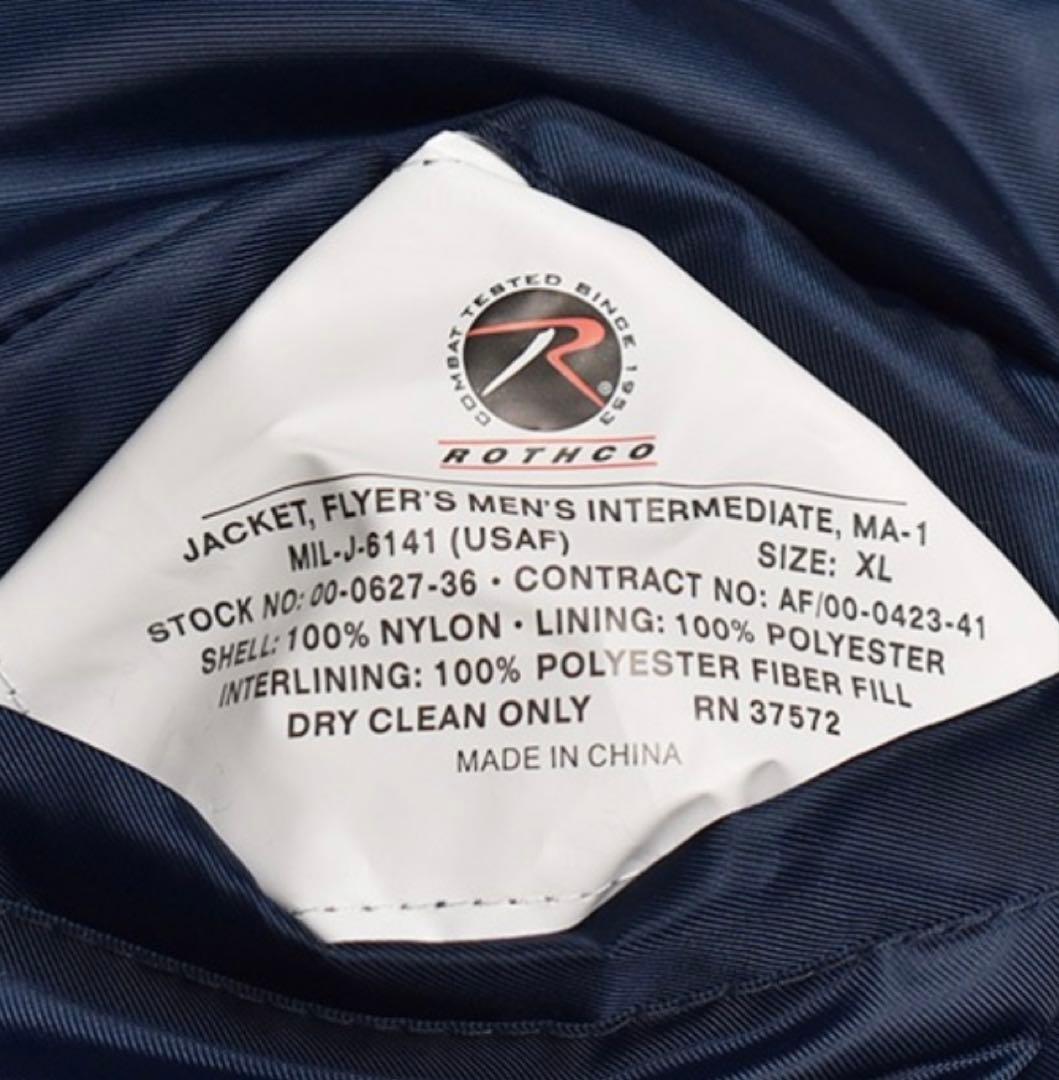 COMBAT TESTED SINCE 1953
R®
ROTHCO
JACKET, FLYER'S MEN'S INTERMEDIATE, MA-1
MIL-J-6141 (USAF) SIZE: XL
STOCK NO: 00-0627-36 · CONTRACT NO: AF/00-0423-41
SHELL: 100% NYLON · LINING: 100% POLYESTER
INTERLINING: 100% POLYESTER FIBER FILL
DRY CLEAN ONLY RN 37572
MADE IN CHINA